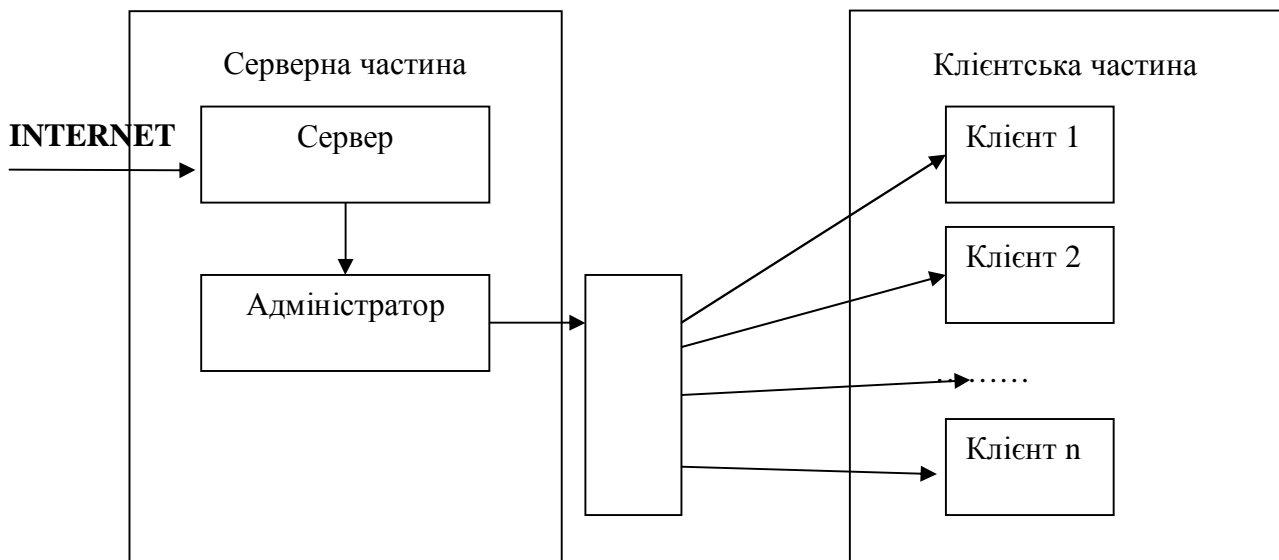 Серверна частина
INTERNET
Сервер
Адміністратор
Клієнтська частина
Клієнт 1
Клієнт 2
………
Клієнт n